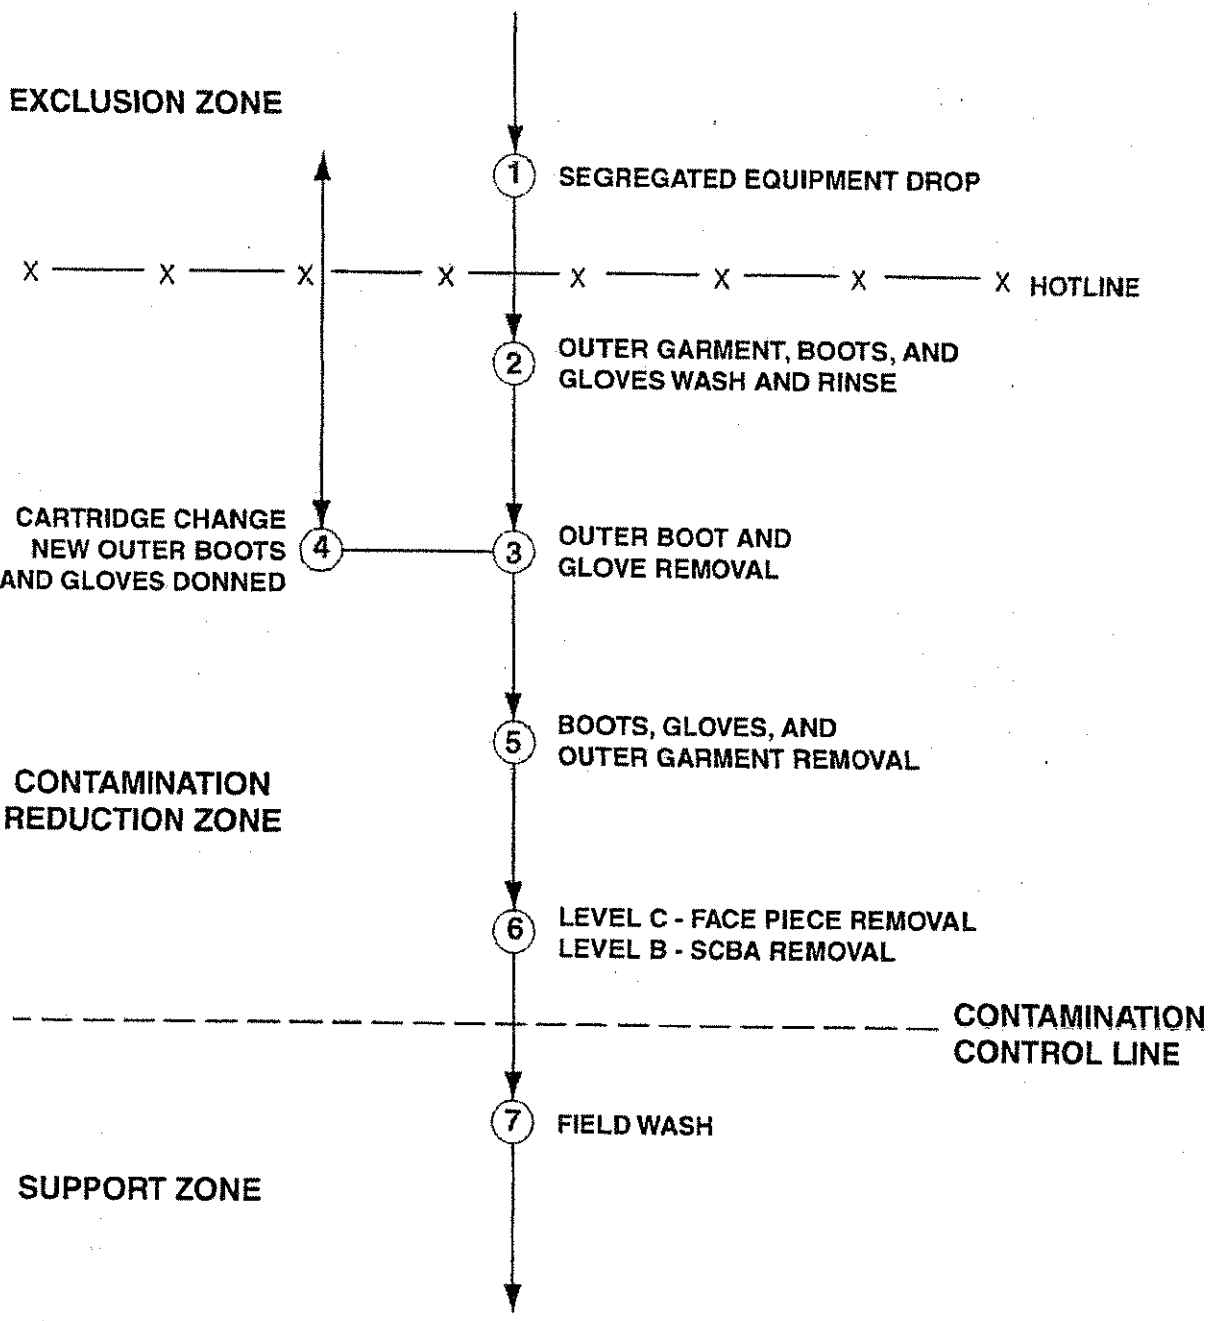 EXCLUSION ZONE
1 SEGREGATED EQUIPMENT DROP
X X X X X X X X HOTLINE
2 OUTER GARMENT, BOOTS, AND
GLOVES WASH AND RINSE
CARTRIDGE CHANGE
NEW OUTER BOOTS
AND GLOVES DONNED
4
3 OUTER BOOT AND
GLOVE REMOVAL
5 BOOTS, GLOVES, AND
OUTER GARMENT REMOVAL
CONTAMINATION
REDUCTION ZONE
6 LEVEL C - FACE PIECE REMOVAL
LEVEL B - SCBA REMOVAL
CONTAMINATION
CONTROL LINE
7 FIELD WASH
SUPPORT ZONE